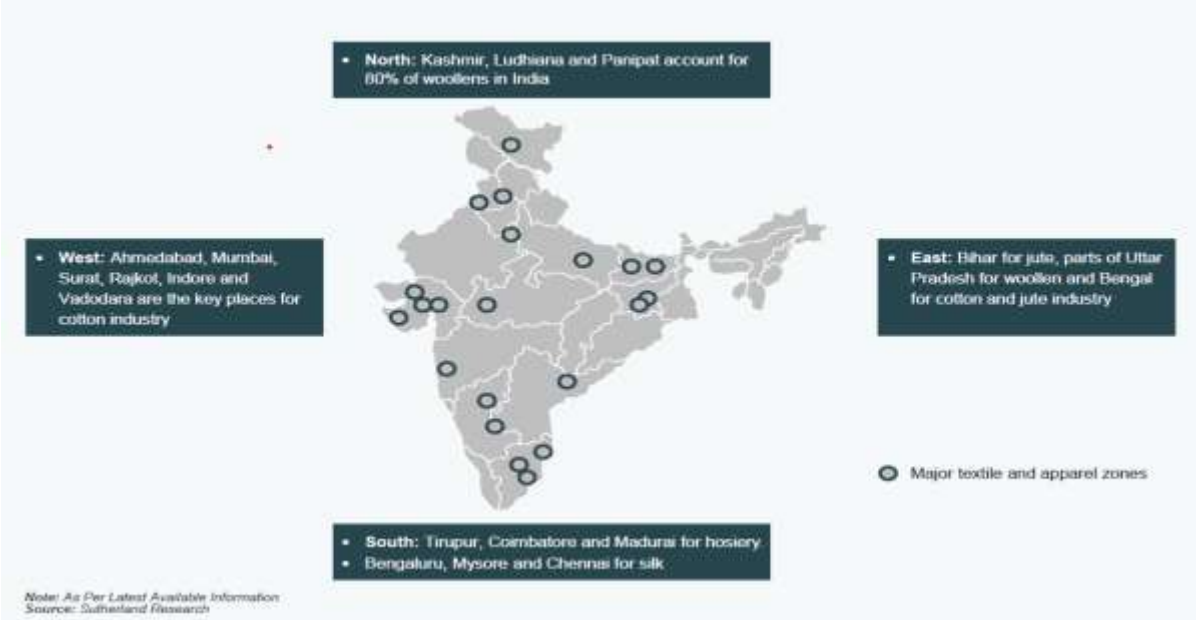 • North: Kashmir, Ludhiana and Panipat account for
80% of woollens in India
• West: Ahmedabad, Mumbai,
Surat, Rajkot, Indore and
Vadodara are the key places for
cotton industry
• East: Bihar for jute, parts of Uttar
Pradesh for woollen and Bengal
for cotton and jute industry
Major textile and apparel zones
• South: Tirupur, Coimbatore and Madurai for hosiery
• Bengaluru, Mysore and Chennai for silk
Note: As Per Latest Available Information
Source: Sutherland Research